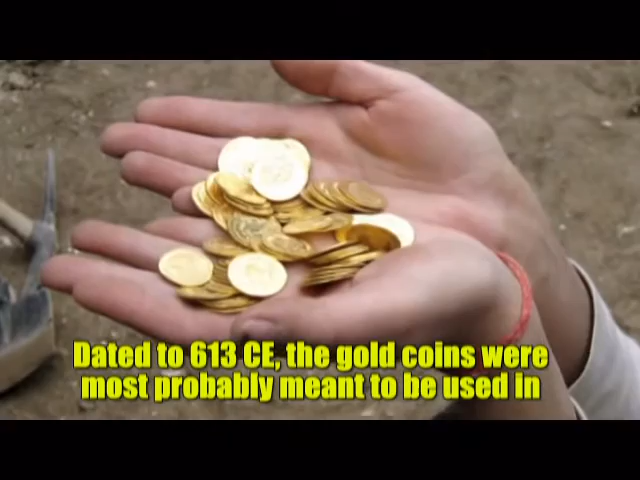 Dated to 613 CE, the gold coins were
most probably meant to be used in